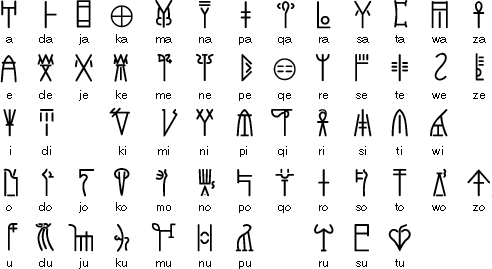 𐀀 𐀅 𐀊 𐀏 𐀔 𐀙 𐀞 𐀣 𐀨 𐀭 𐀲 𐀷 𐀼
a da ja ka ma na pa qa ra sa ta wa za
𐀁 𐀆 𐀋 𐀐 𐀕 𐀚 𐀟 𐀤 𐀩 𐀮 𐀳 𐀸 𐀽
e de je ke me ne pe qe re se te we ze
𐀂 𐀇 𐀑 𐀖 𐀛 𐀠 𐀥 𐀪 𐀯 𐀴 𐀹
i di ki mi ni pi qi ri si ti wi
𐀃 𐀈 𐀍 𐀒 𐀗 𐀜 𐀡 𐀦 𐀫 𐀰 𐀵 𐀺 𐀿
o do jo ko mo no po qo ro so to wo zo
𐀄 𐀉 𐀎 𐀓 𐀘 𐀝 𐀢 𐀬 𐀱 𐀶
u du ju ku mu nu pu ru su tu